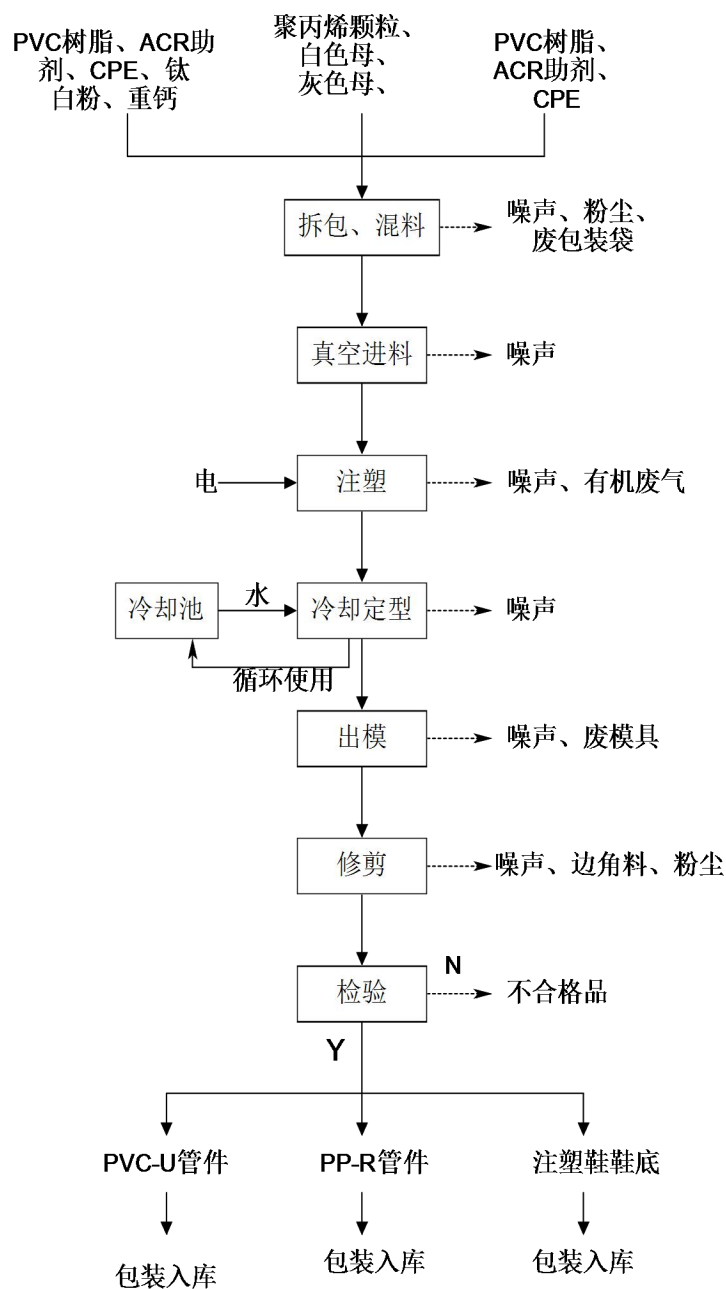 PVC树脂、ACR助
剂、CPE、钛
白粉、重钙
聚丙烯颗粒、
白色母、
灰色母、
PVC树脂、
ACR助剂、
CPE
拆包、混料
噪声、粉尘、
废包装袋
真空进料
噪声
电
注塑
噪声、有机废气
冷却池
水
冷却定型
噪声
循环使用
出模
噪声、废模具
修剪
噪声、边角料、粉尘
检验
N
不合格品
Y
PVC-U管件
PP-R管件
注塑鞋鞋底
包装入库
包装入库
包装入库